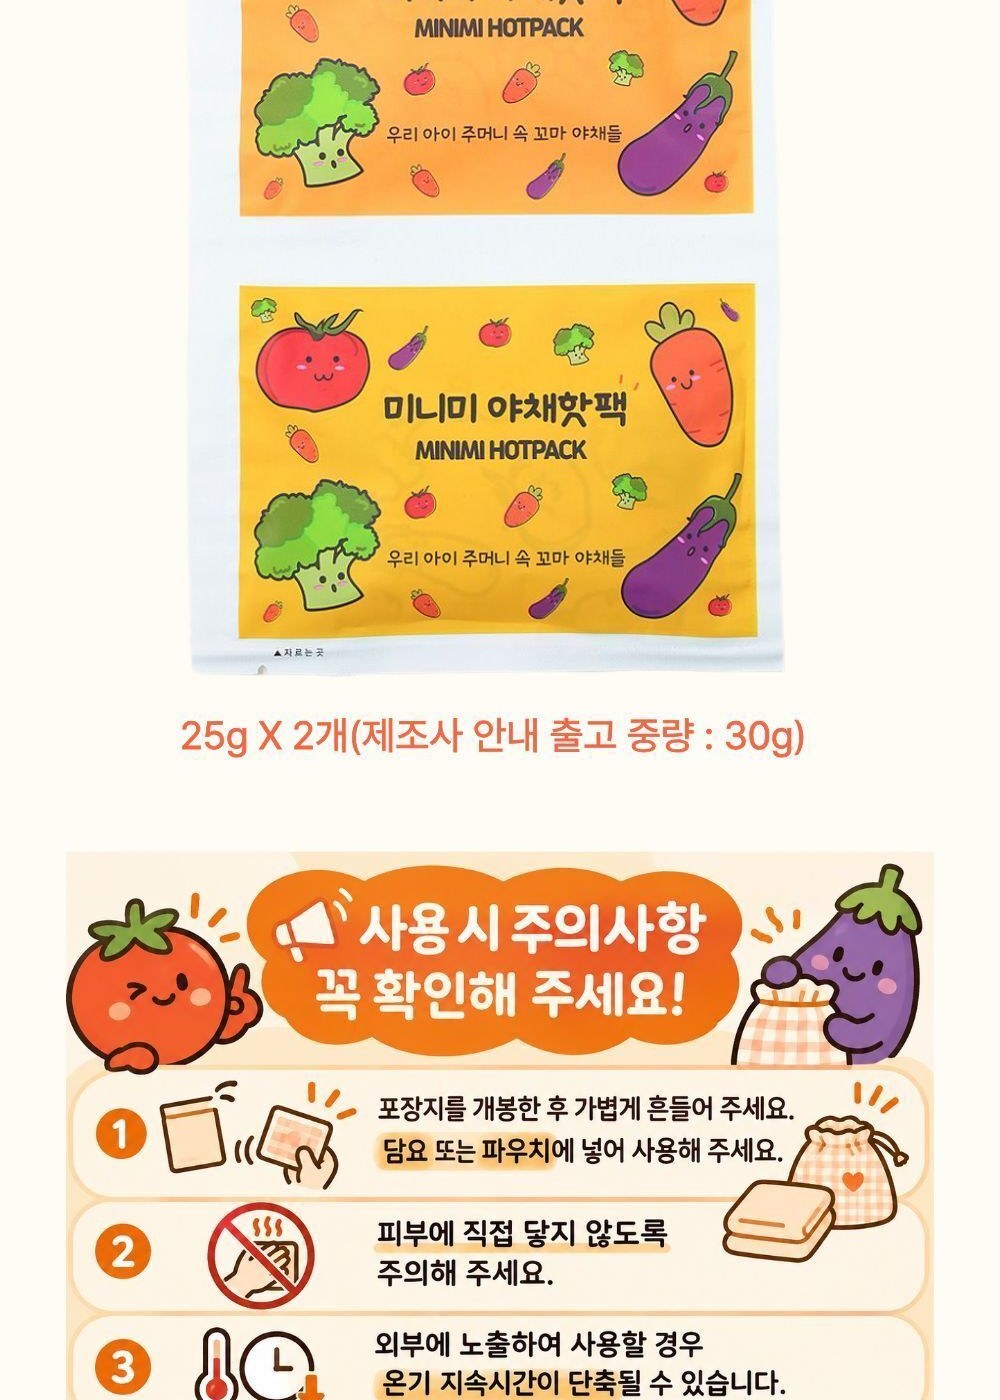 MINIMI HOTPACK
우리 아이 주머니 속 꼬마 야채들
미니미 야채핫팩
MINIMI HOTPACK
우리 아이 주머니 속 꼬마 야채들
▲자르는곳
25g X 2개(제조사 안내 출고 중량 : 30g)
사용 시 주의사항
꼭 확인해 주세요!
1
포장지를 개봉한 후 가볍게 흔들어 주세요.
담요 또는 파우치에 넣어 사용해 주세요.
2
피부에 직접 닿지 않도록
주의해 주세요.
3
외부에 노출하여 사용할 경우
온기 지속시간이 단축될 수 있습니다.